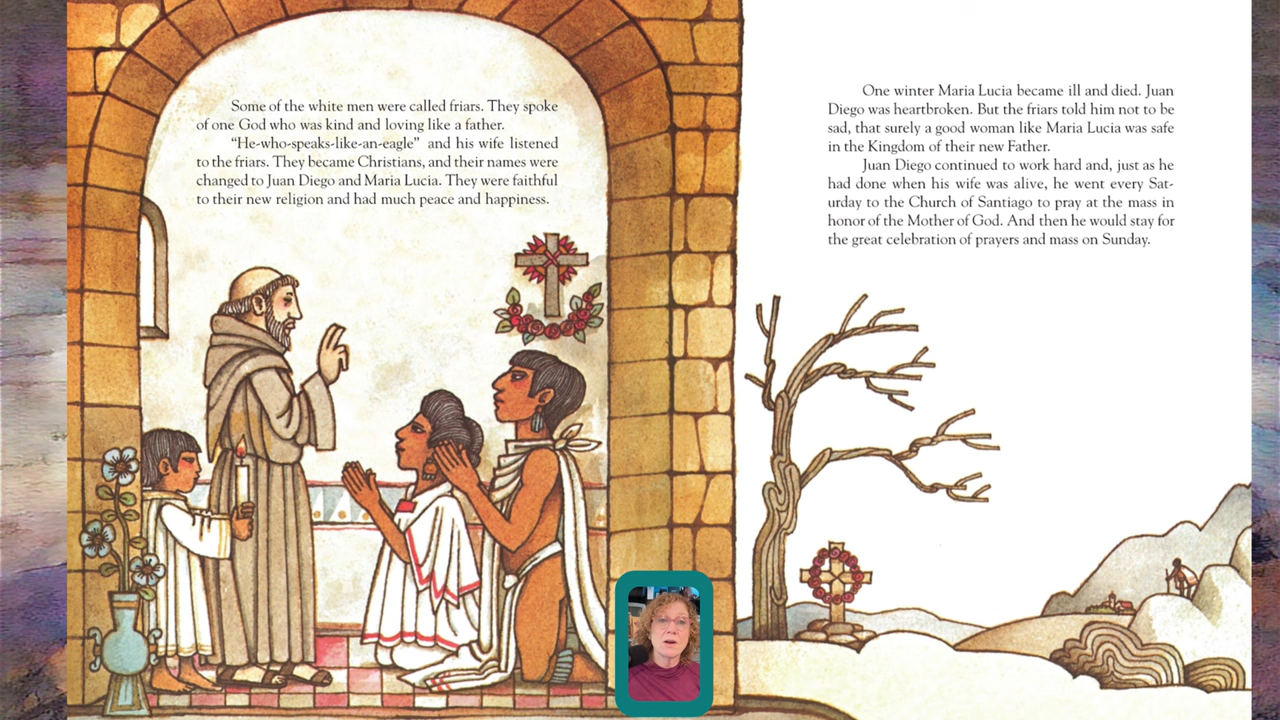 Some of the white men were called friars. They spoke
of one God who was kind and loving like a father.
“He-who-speaks-like-an-eagle” and his wife listened
to the friars. They became Christians, and their names were
changed to Juan Diego and Maria Lucia. They were faithful
to their new religion and had much peace and happiness.
One winter Maria Lucia became ill and died. Juan
Diego was heartbroken. But the friars told him not to be
sad, that surely a good woman like Maria Lucia was safe
in the Kingdom of their new Father.
Juan Diego continued to work hard and, just as he
had done when his wife was alive, he went every Sat-
urday to the Church of Santiago to pray at the mass in
honor of the Mother of God. And then he would stay for
the great celebration of prayers and mass on Sunday.